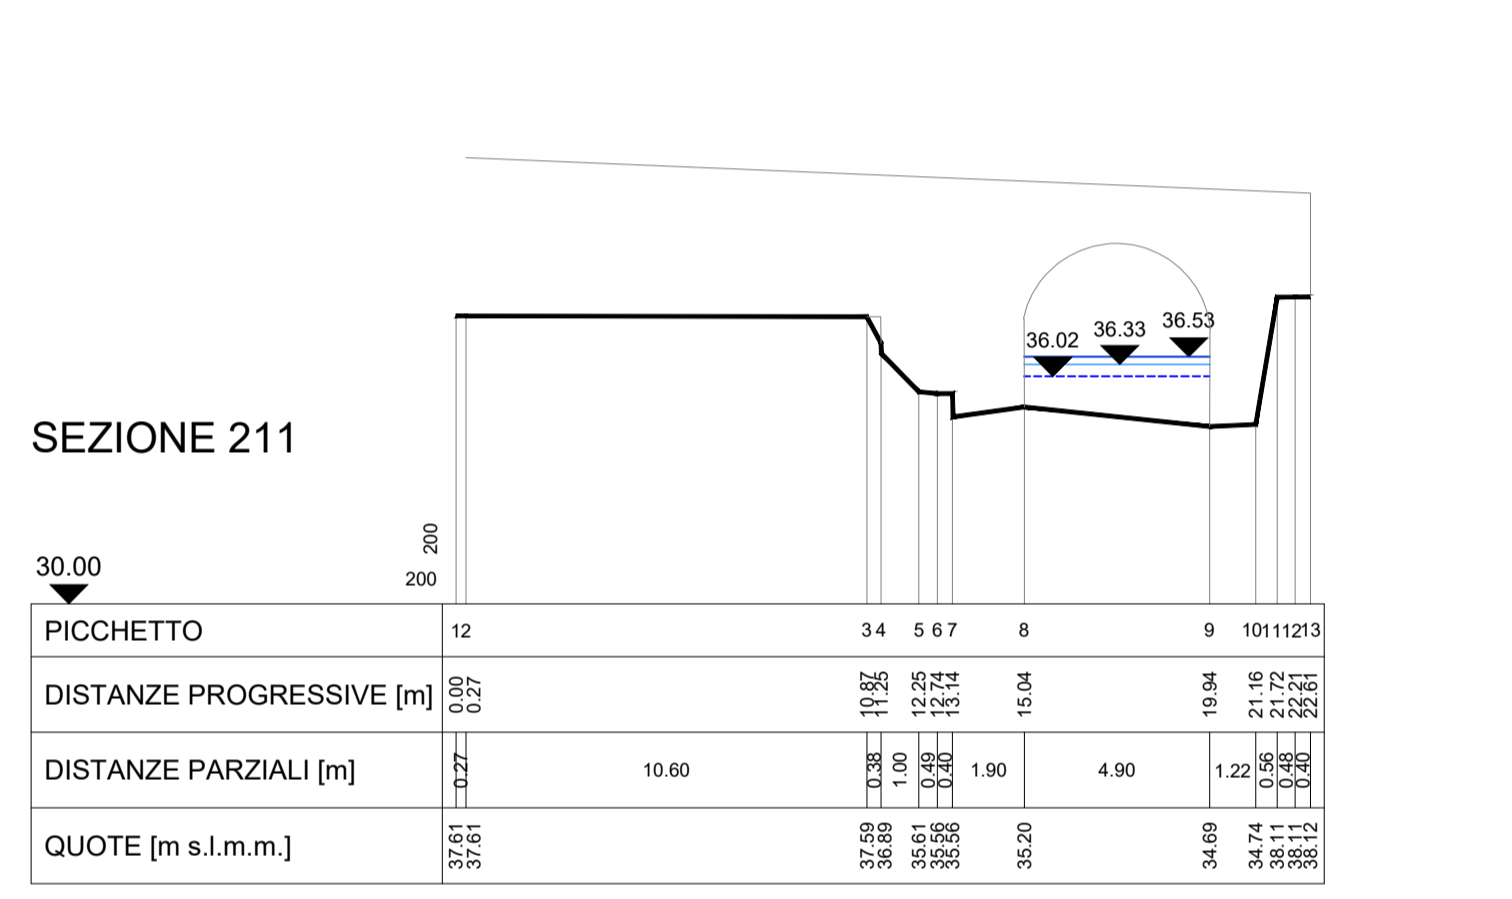 36.02 36.33 36.53
SEZIONE 211
200
200
30.00
PICCHETTO 1 2 3 4 5 6 7 8 9 10 11 12 13
DISTANZE PROGRESSIVE [m] 0.00 0.27 10.87 11.25 12.25 12.74 13.14 15.04 19.94 21.16 21.72 22.21 22.61
DISTANZE PARZIALI [m] 0.27 10.60 0.38 1.00 0.49 0.40 1.90 4.90 1.22 0.56 0.48 0.40
QUOTE [m s.l.m.m.] 37.61 37.61 37.59 36.89 35.61 35.56 35.56 35.20 34.69 34.74 38.11 38.11 38.12